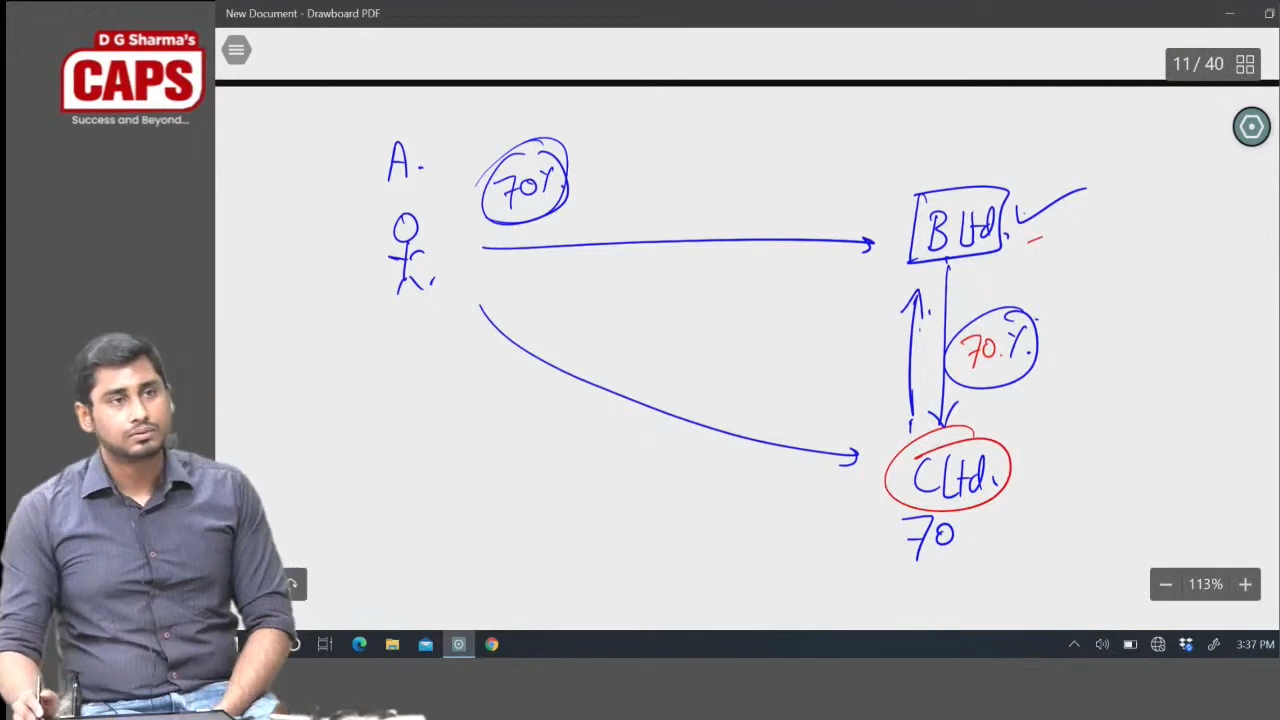 New Document - Drawboard PDF
D G Sharma's
CAPS
Success and Beyond...
11 / 40
A.
70%
B Ltd.
70.%
C Ltd.
70
113%
3:37 PM